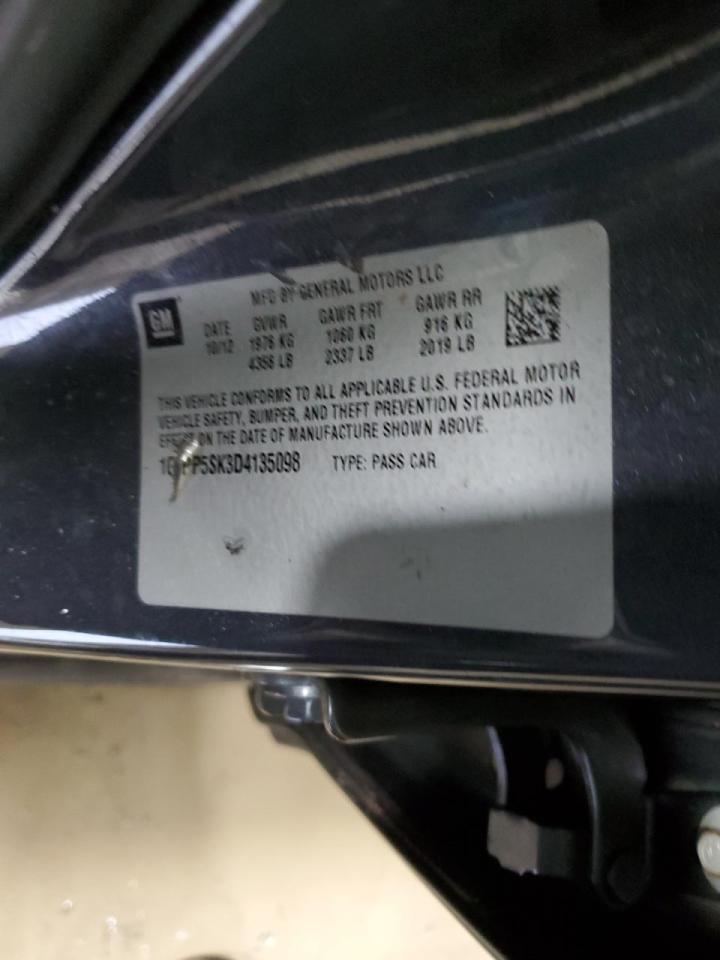 MFD BY GENERAL MOTORS LLC
GM
DATE GVWR GAWR FRT GAWR RR
10/12 1976 KG 1060 KG 916 KG
4356 LB 2337 LB 2019 LB
THIS VEHICLE CONFORMS TO ALL APPLICABLE U.S. FEDERAL MOTOR
VEHICLE SAFETY, BUMPER, AND THEFT PREVENTION STANDARDS IN
EFFECT ON THE DATE OF MANUFACTURE SHOWN ABOVE.
TYPE: PASS CAR